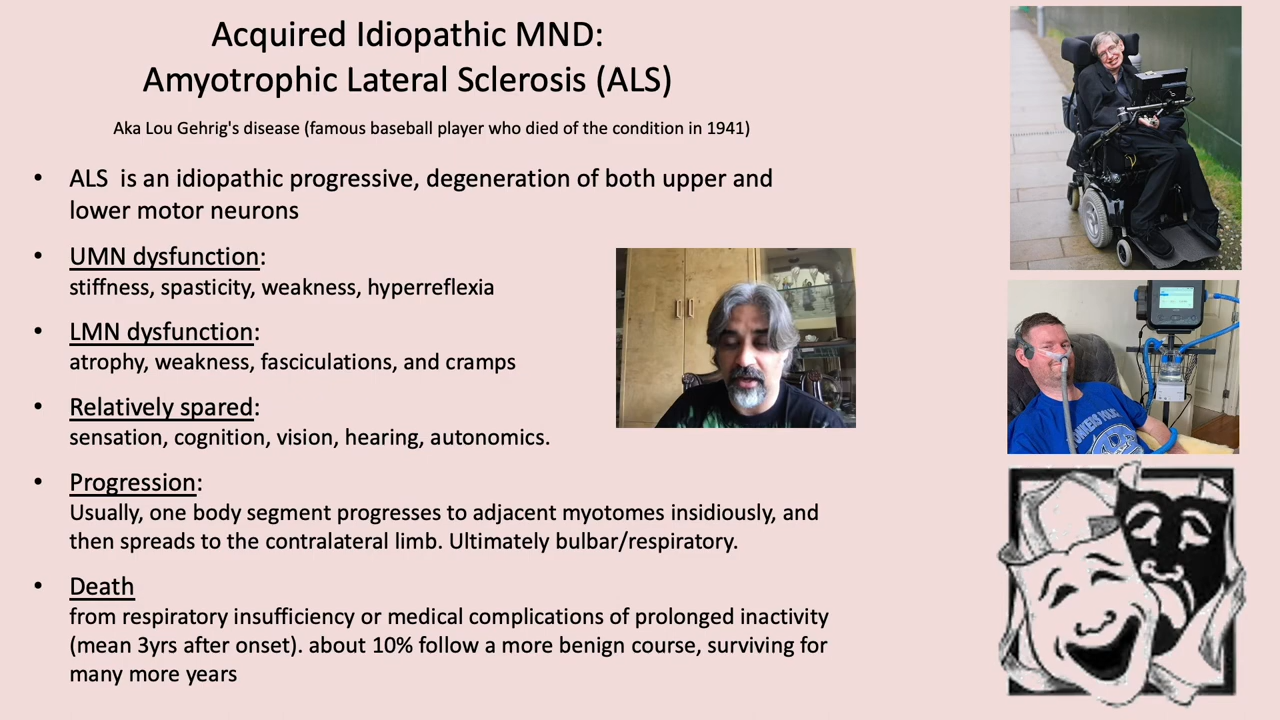 Acquired Idiopathic MND:
Amyotrophic Lateral Sclerosis (ALS)
Aka Lou Gehrig's disease (famous baseball player who died of the condition in 1941)
• ALS  is an idiopathic progressive, degeneration of both upper and
lower motor neurons
• UMN dysfunction:
stiffness, spasticity, weakness, hyperreflexia
• LMN dysfunction:
atrophy, weakness, fasciculations, and cramps
• Relatively spared:
sensation, cognition, vision, hearing, autonomics.
• Progression:
Usually, one body segment progresses to adjacent myotomes insidiously, and
then spreads to the contralateral limb. Ultimately bulbar/respiratory.
• Death
from respiratory insufficiency or medical complications of prolonged inactivity
(mean 3yrs after onset). about 10% follow a more benign course, surviving for
many more years